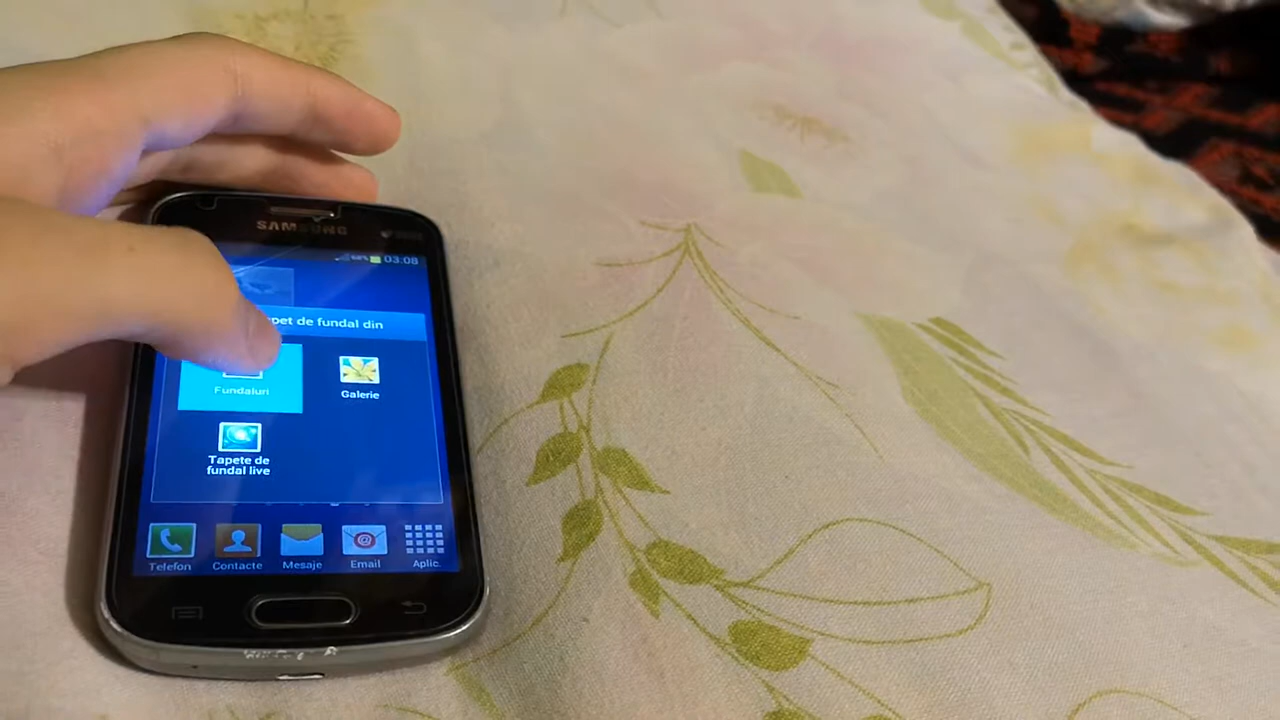 SAMSUNG
03:08
pet de fundal din
Fundaluri
Galerie
Tapete de
fundal live
Telefon
Contacte
Mesaje
Email
Aplic.